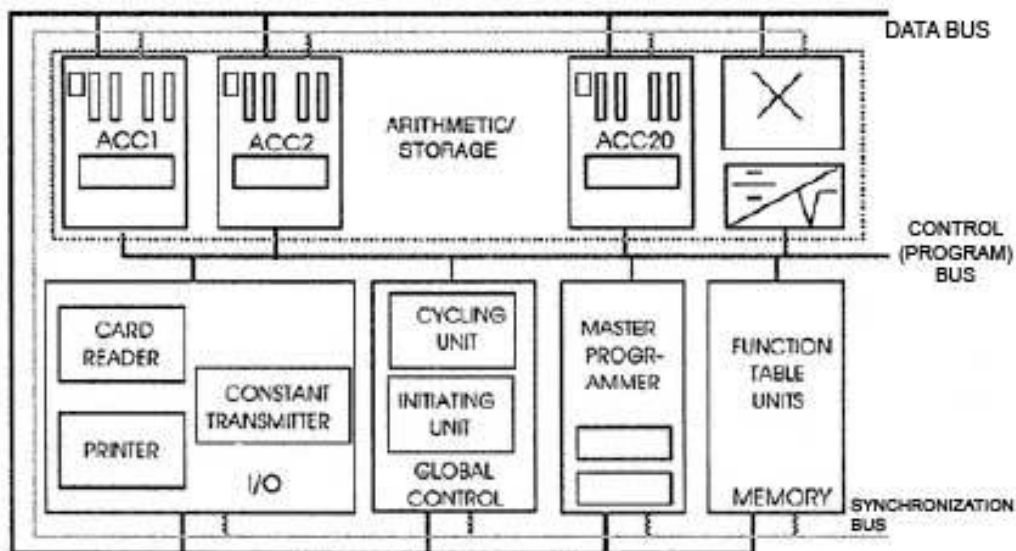 DATA BUS
ACC1
ACC2
ARITHMETIC/
STORAGE
ACC20
CONTROL
(PROGRAM)
BUS
CARD
READER
CONSTANT
TRANSMITTER
PRINTER
I/O
CYCLING
UNIT
INITIATING
UNIT
GLOBAL
CONTROL
MASTER
PROGR-
AMMER
FUNCTION
TABLE
UNITS
MEMORY
SYNCHRONIZATION
BUS